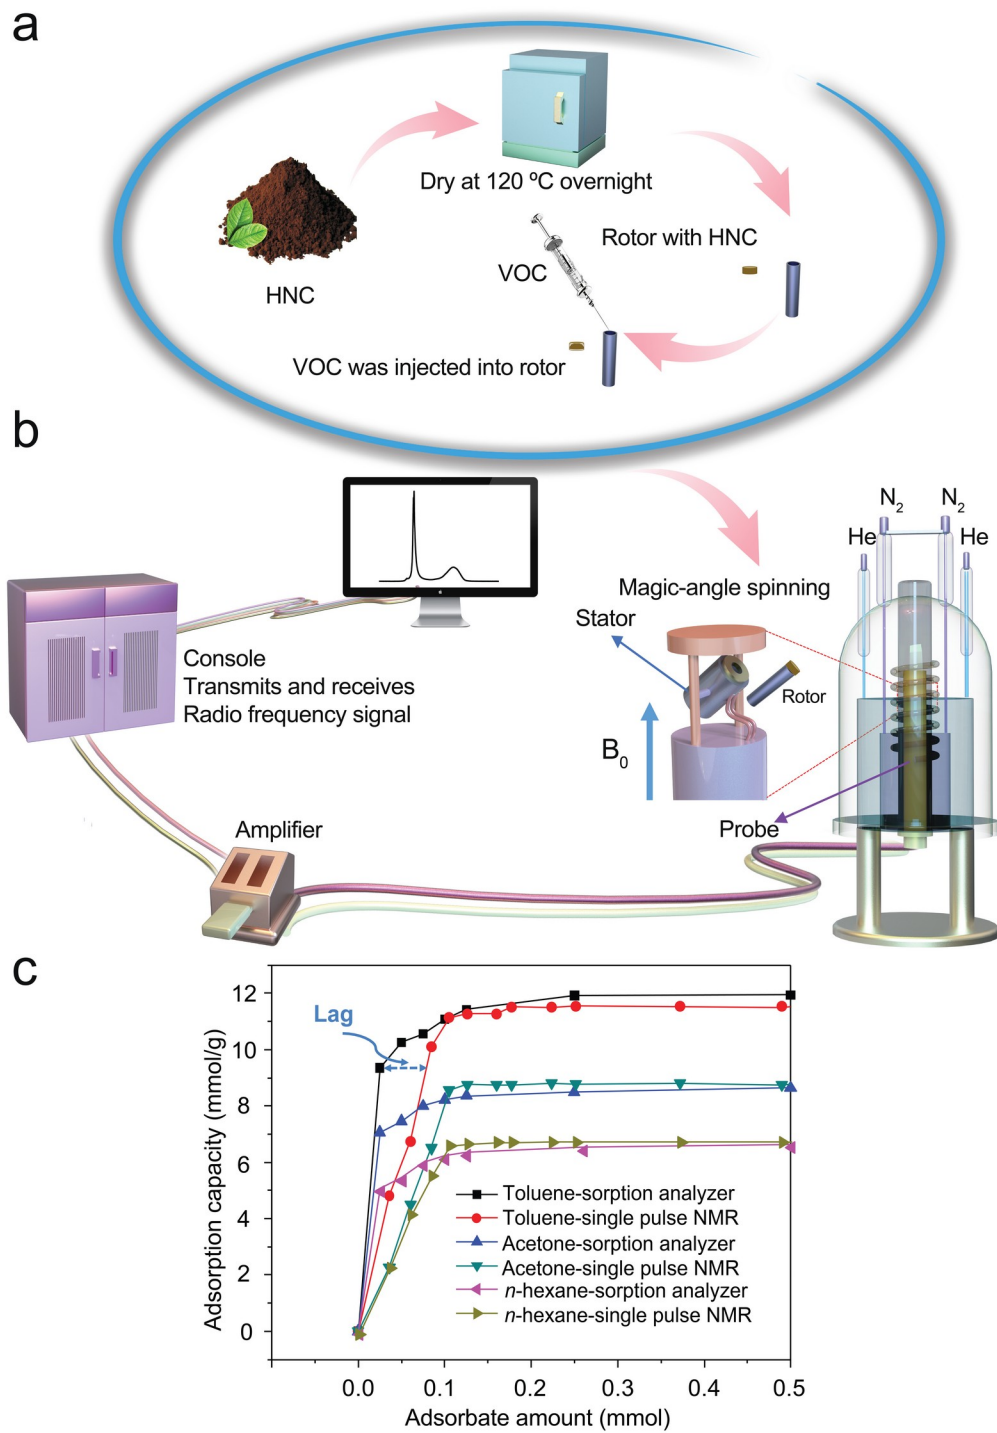 a
Dry at 120 ºC overnight
Rotor with HNC
VOC
HNC
VOC was injected into rotor
b
N2 N2
He He
Magic-angle spinning
Stator
Console
Transmits and receives
Radio frequency signal
Rotor
B0
Probe
Amplifier
c
Lag
Adsorption capacity (mmol/g)
12
10
8
6
4
2
0
Toluene-sorption analyzer
Toluene-single pulse NMR
Acetone-sorption analyzer
Acetone-single pulse NMR
n-hexane-sorption analyzer
n-hexane-single pulse NMR
0.0 0.1 0.2 0.3 0.4 0.5
Adsorbate amount (mmol)